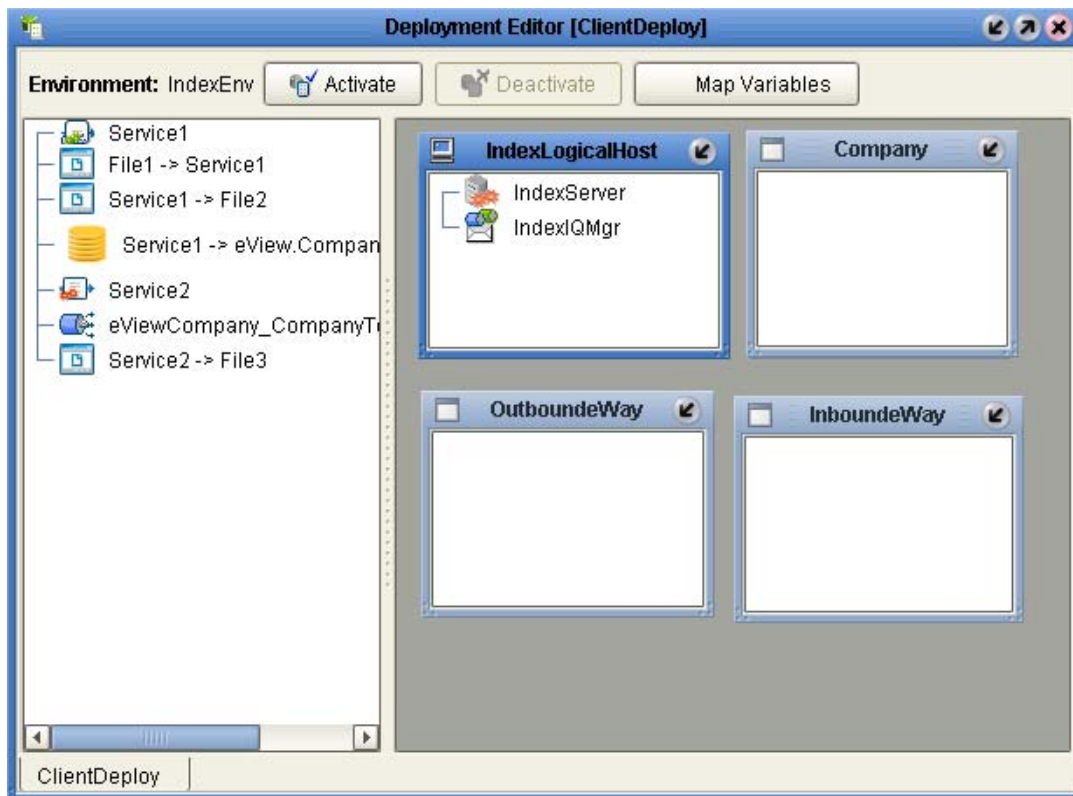 Deployment Editor [ClientDeploy]
Environment: IndexEnv Activate Deactivate Map Variables
Service1
File1 -> Service1
Service1 -> File2
Service1 -> eView.Compan
Service2
eViewCompany_CompanyT
Service2 -> File3
IndexLogicalHost
IndexServer
IndexIQMgr
Company
OutboundeWay
InboundeWay
ClientDeploy